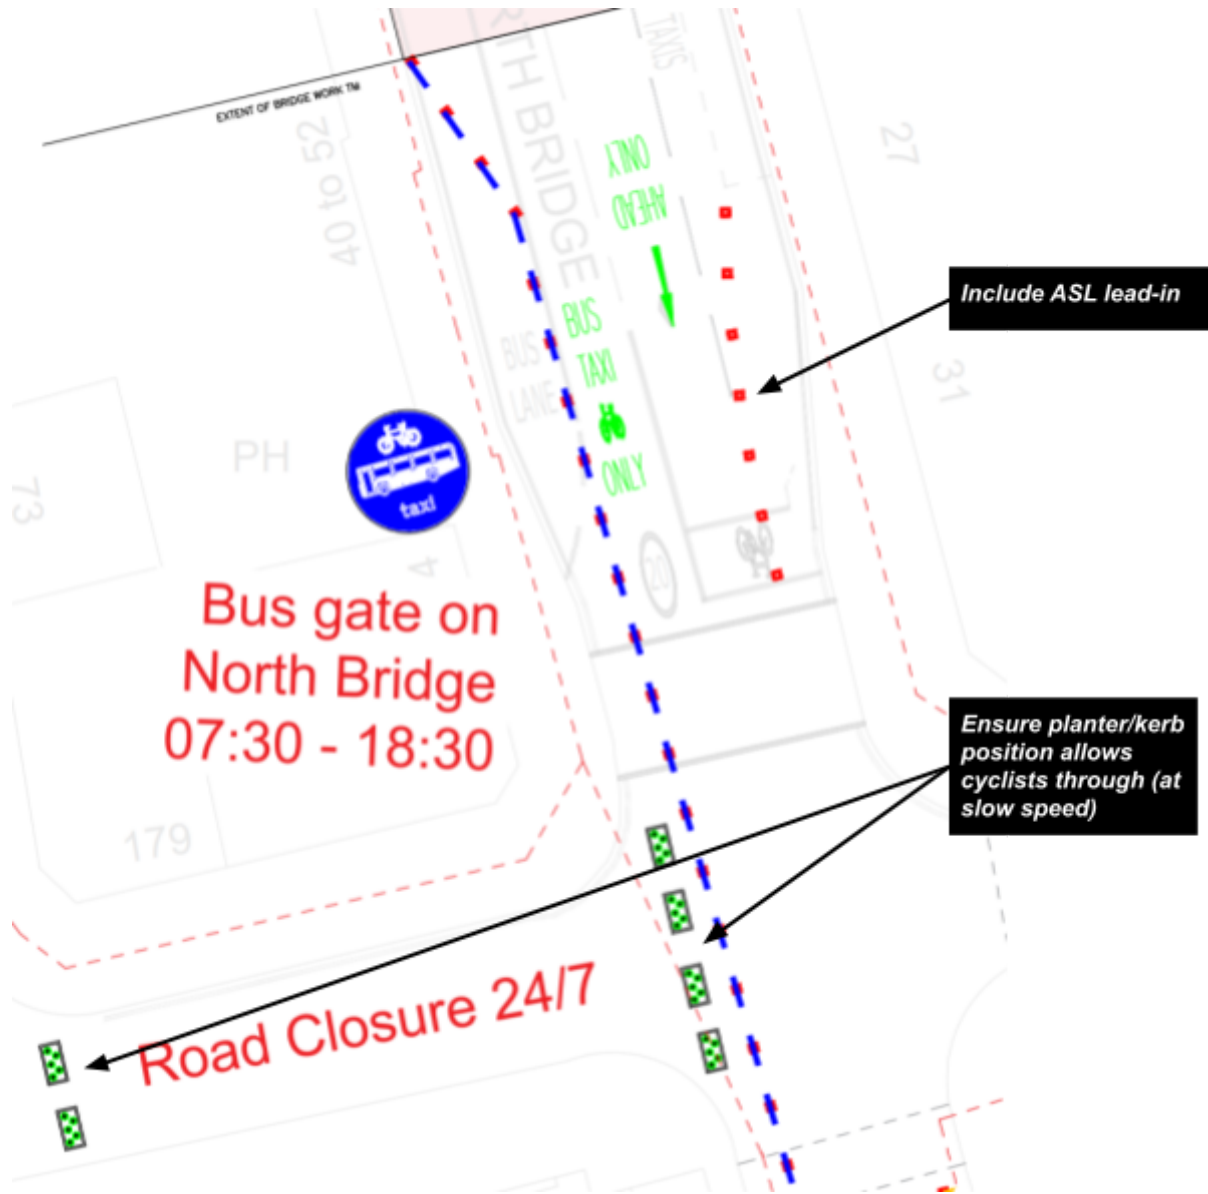 EXTENT OF BRIDGE WORK TM
40 to 52
NORTH BRIDGE
TAXIS
27
AHEAD
ONLY
Include ASL lead-in
31
BUS
LANE
BUS
TAXI
ONLY
PH
73
taxi
4
20
Bus gate on
North Bridge
07:30 - 18:30
Ensure planter/kerb
position allows
cyclists through (at
slow speed)
179
Road Closure 24/7